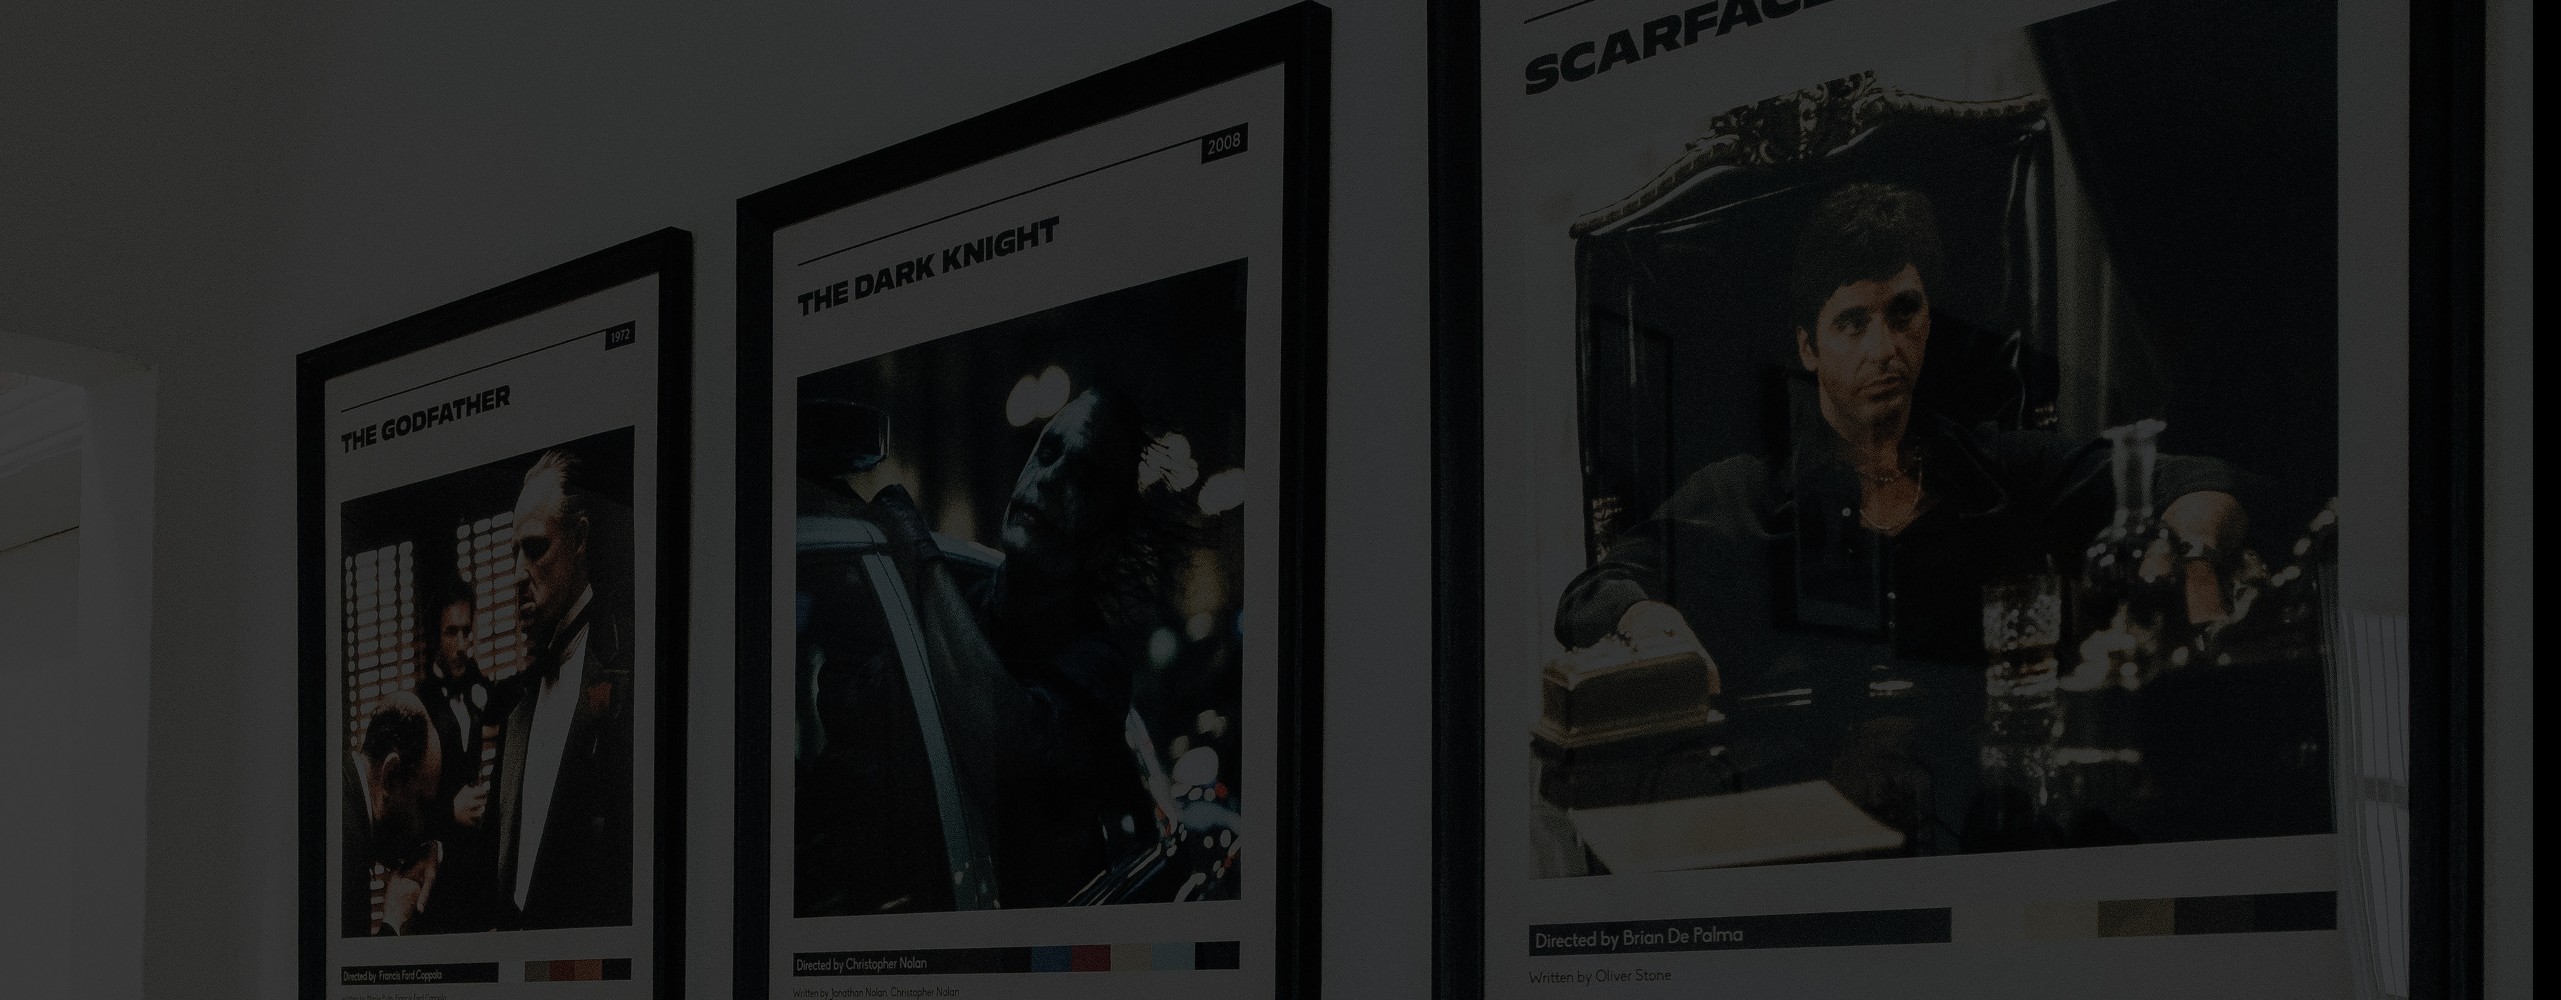 1972
THE GODFATHER
Directed by Francis Ford Coppola
2008
THE DARK KNIGHT
Directed by Christopher Nolan
Written by Jonathan Nolan, Christopher Nolan
SCARFACE
Directed by Brian De Palma
Written by Oliver Stone